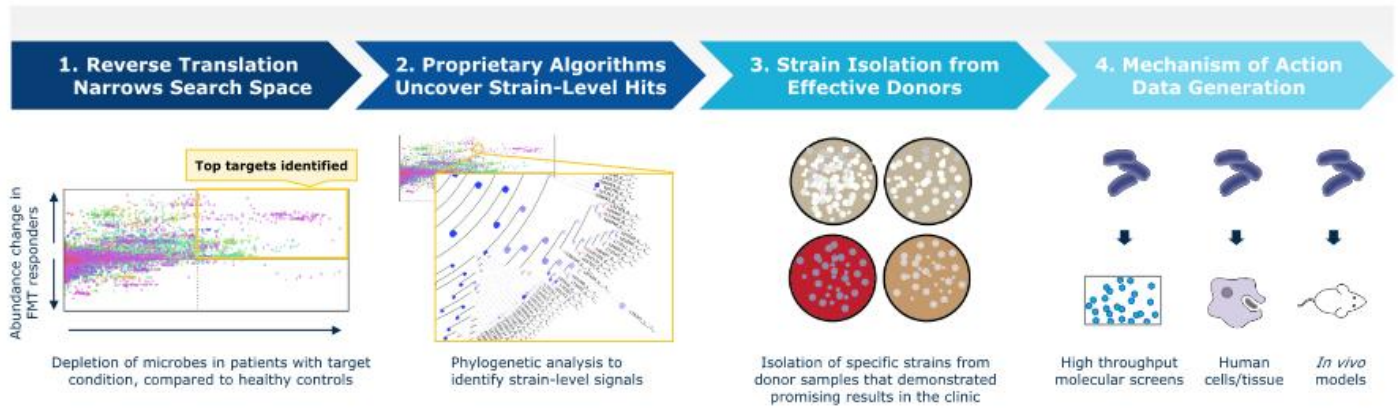 1. Reverse Translation
Narrows Search Space
2. Proprietary Algorithms
Uncover Strain-Level Hits
3. Strain Isolation from
Effective Donors
4. Mechanism of Action
Data Generation
Top targets identified
Abundance change in
FMT responders
Depletion of microbes in patients with target
condition, compared to healthy controls
Phylogenetic analysis to
identify strain-level signals
Isolation of specific strains from
donor samples that demonstrated
promising results in the clinic
High throughput
molecular screens
Human
cells/tissue
In vivo
models